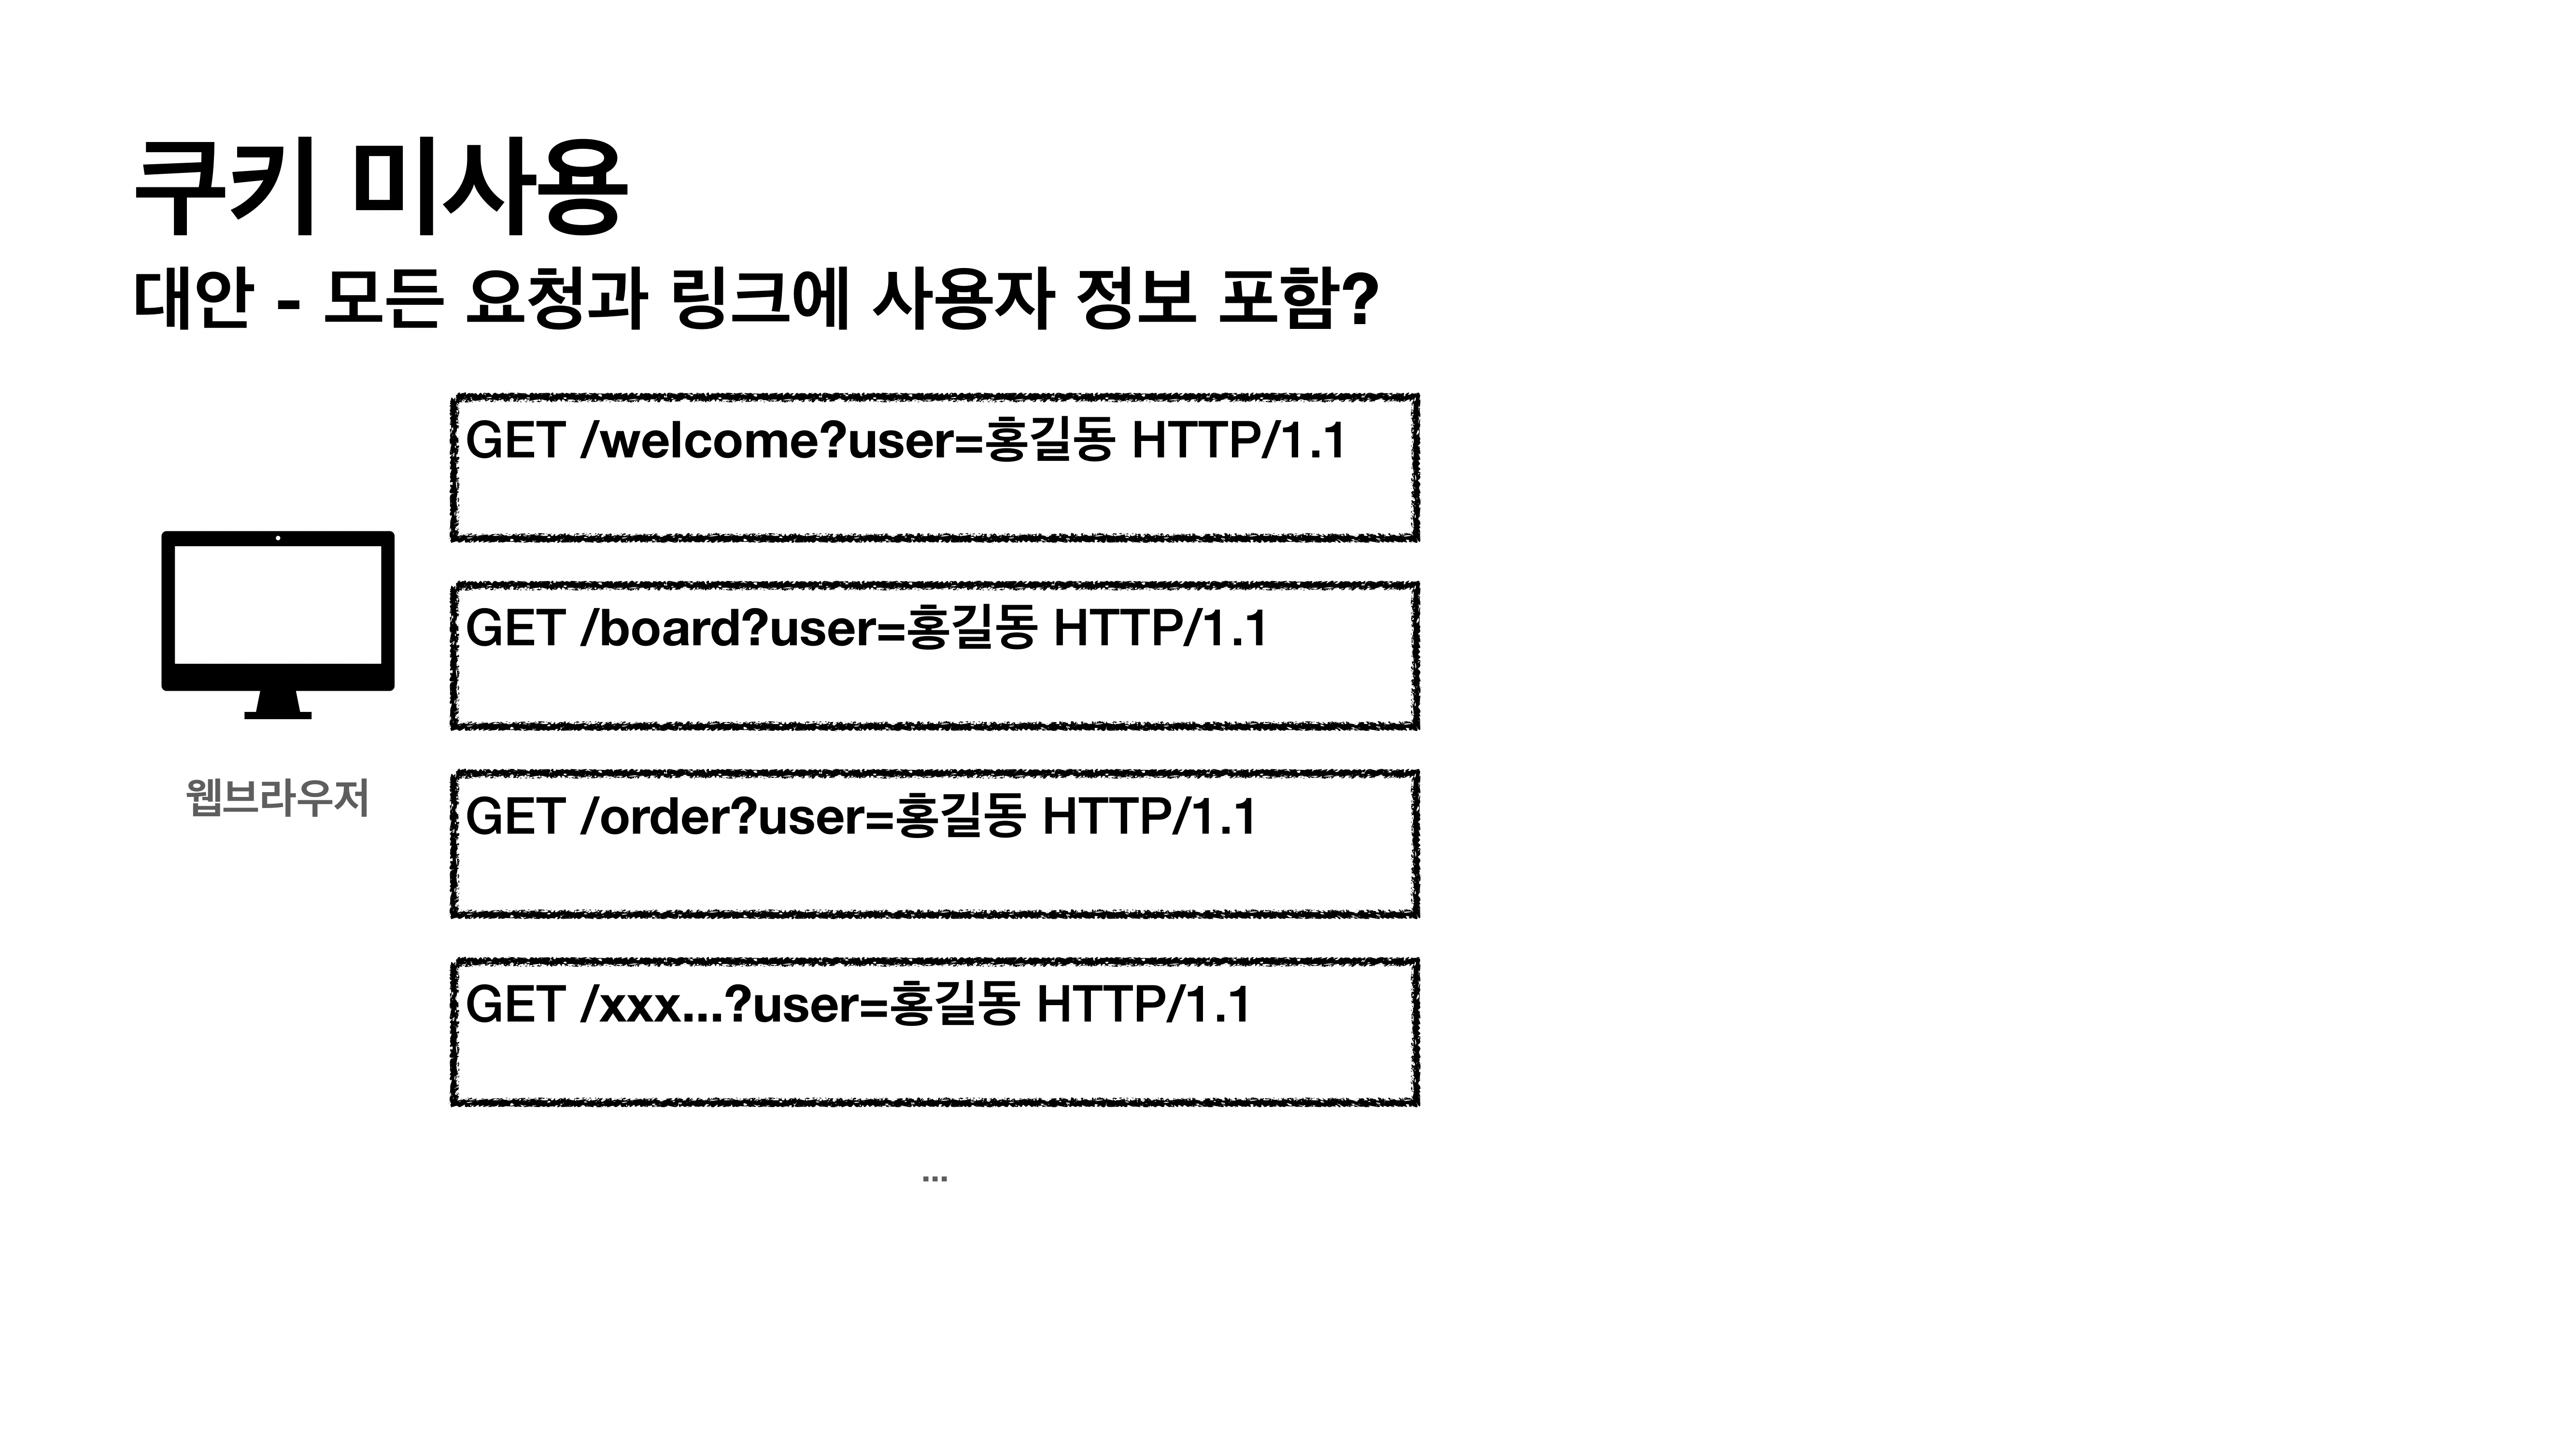 쿠키 미사용
대안 - 모든 요청과 링크에 사용자 정보 포함?
GET /welcome?user=홍길동 HTTP/1.1
GET /board?user=홍길동 HTTP/1.1
웹브라우저
GET /order?user=홍길동 HTTP/1.1
GET /xxx...?user=홍길동 HTTP/1.1
...